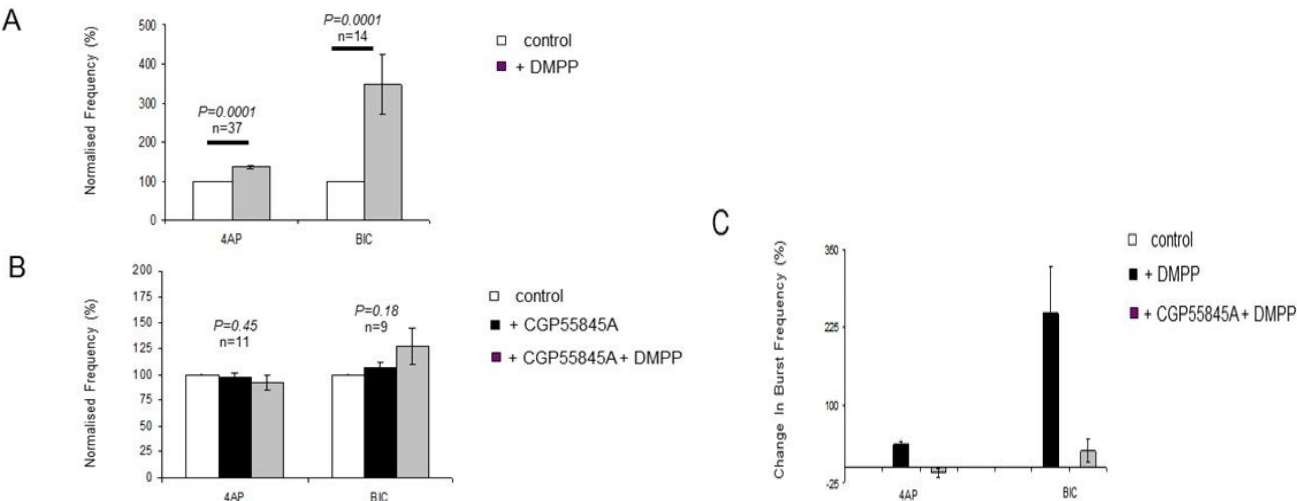 A
Normalised Frequency (%)
500
400
300
200
100
0
P=0.0001
n=37
P=0.0001
n=14
4AP
BIC
control
+ DMPP
B
Normalised Frequency (%)
200
175
150
125
100
75
50
25
0
P=0.45
n=11
P=0.18
n=9
4AP
BIC
control
+ CGP55845A
+ CGP55845A + DMPP
C
Change In Burst Frequency (%)
350
225
100
-25
4AP
BIC
control
+ DMPP
+ CGP55845A + DMPP